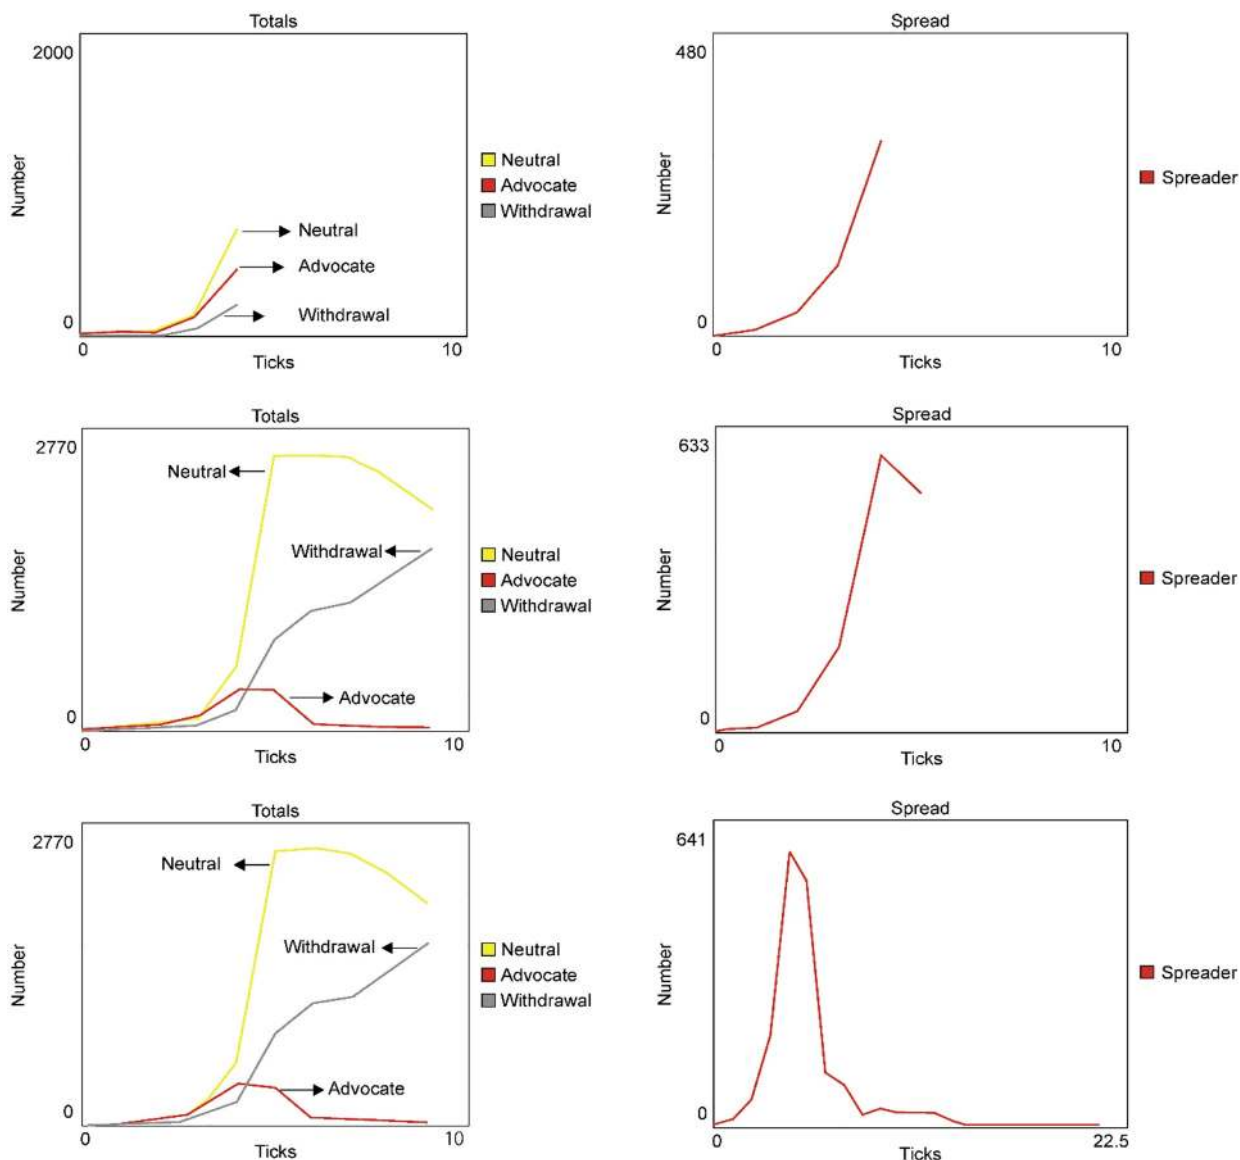 Totals
2000
Number
0
0
10
Ticks
Neutral
Advocate
Withdrawal
Neutral
Advocate
Withdrawal
Spread
480
Number
0
0
10
Ticks
Spreader
Totals
2770
Number
0
0
10
Ticks
Neutral
Withdrawal
Advocate
Neutral
Advocate
Withdrawal
Spread
633
Number
0
0
10
Ticks
Spreader
Totals
2770
Number
0
0
10
Ticks
Neutral
Withdrawal
Advocate
Neutral
Advocate
Withdrawal
Spread
641
Number
0
0
22.5
Ticks
Spreader